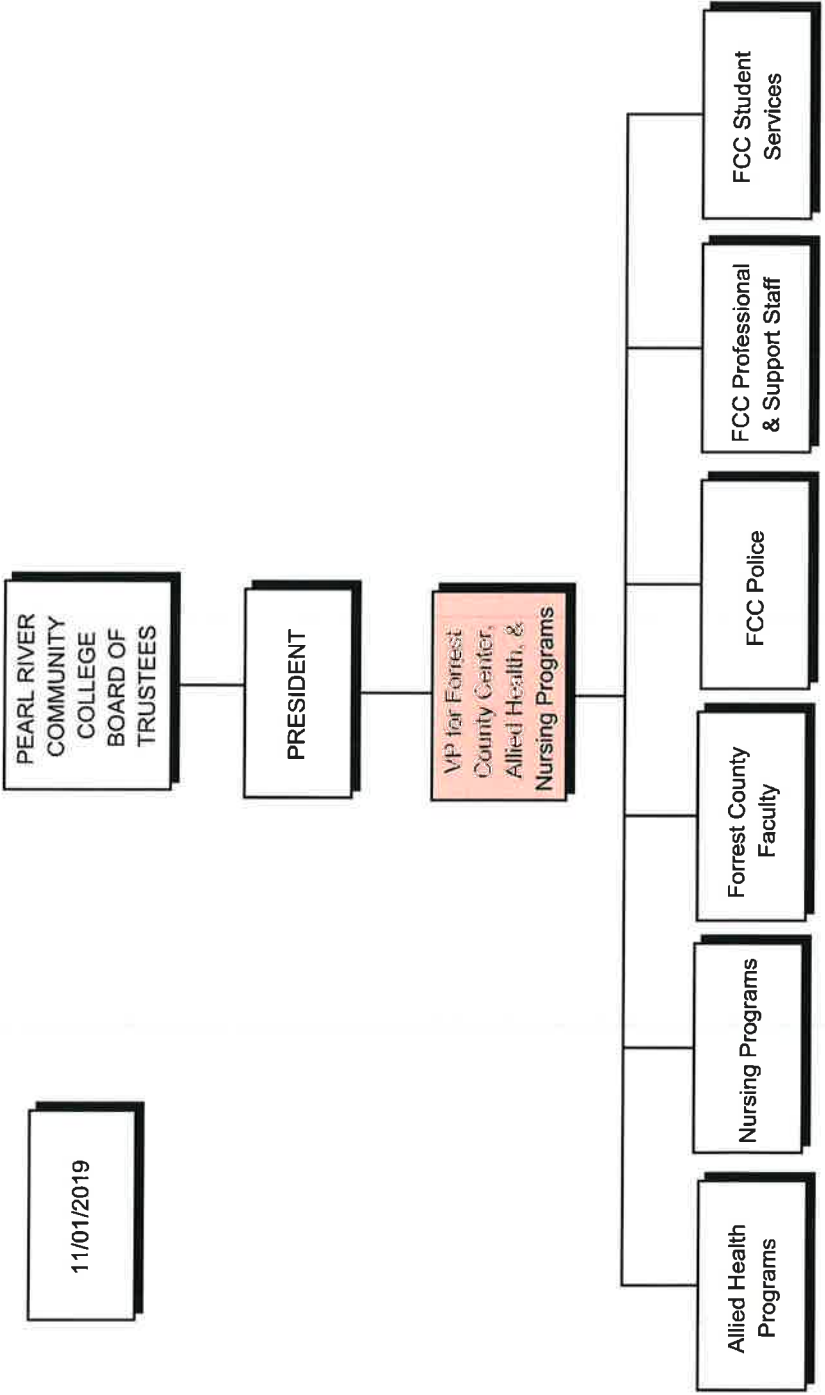 11/01/2019
PEARL RIVER
COMMUNITY
COLLEGE
BOARD OF
TRUSTEES
PRESIDENT
VP for Forrest
County Center,
Allied Health, &
Nursing Programs
Allied Health
Programs
Nursing Programs
Forrest County
Faculty
FCC Police
FCC Professional
& Support Staff
FCC Student
Services